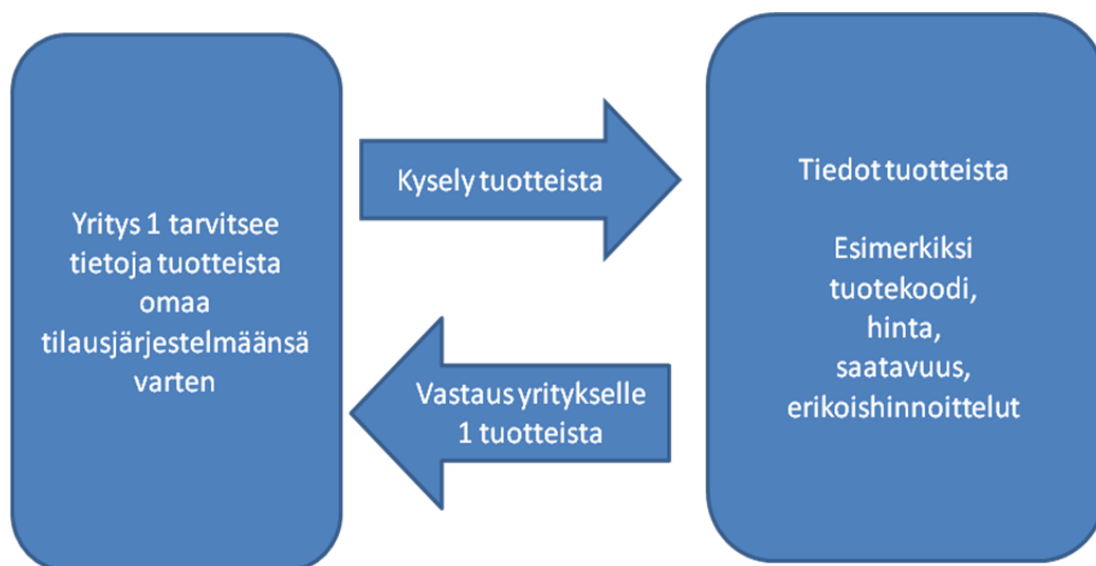 Yritys 1 tarvitsee
tietoja tuotteista
omaa
tilausjärjestelmäänsä
varten
Kysely tuotteista
Vastaus yritykselle
1 tuotteista
Tiedot tuotteista
Esimerkiksi
tuotekoodi,
hinta,
saatavuus,
erikoishinnoittelut